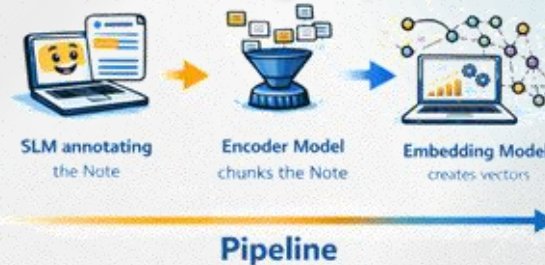 SLM annotating
the Note
Encoder Model
chunks the Note
Embedding Model
creates vectors
Pipeline